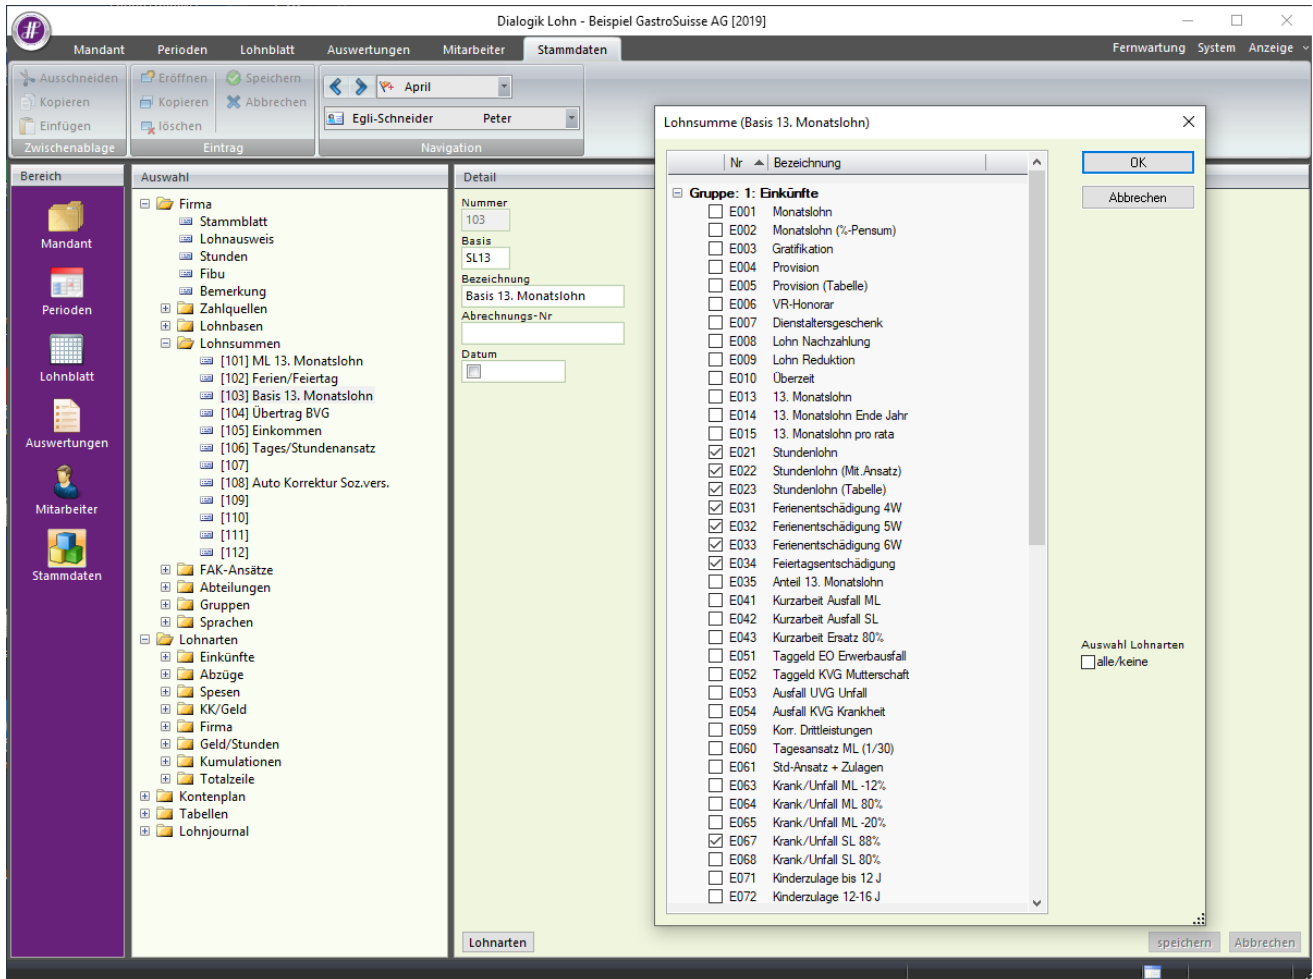 Dialogik Lohn - Beispiel GastroSuisse AG [2019]
Mandant Perioden Lohnblatt Auswertungen Mitarbeiter Stammdaten Fernwartung System Anzeige
Ausschneiden Eröffnen Speichern
Kopieren Kopieren Abbrechen
Einfügen löschen
April
Egli-Schneider Peter
Zwischenablage Eintrag Navigation
Bereich
Mandant
Perioden
Lohnblatt
Auswertungen
Mitarbeiter
Stammdaten
Auswahl
Firma
Stammblatt
Lohnausweis
Stunden
Fibu
Bemerkung
Zahlquellen
Lohnbasen
Lohnsummen
[101] ML 13. Monatslohn
[102] Ferien/Feiertag
[103] Basis 13. Monatslohn
[104] Übertrag BVG
[105] Einkommen
[106] Tages/Stundenansatz
[107]
[108] Auto Korrektur Soz.vers.
[109]
[110]
[111]
[112]
FAK-Ansätze
Abteilungen
Gruppen
Sprachen
Lohnarten
Einkünfte
Abzüge
Spesen
KK/Geld
Firma
Geld/Stunden
Kumulationen
Totalzeile
Kontenplan
Tabellen
Lohnjournal
Detail
Nummer
103
Basis
SL13
Bezeichnung
Basis 13. Monatslohn
Abrechnungs-Nr
Datum
Lohnarten
speichern Abbrechen
Lohnsumme (Basis 13. Monatslohn)
Nr Bezeichnung
Gruppe: 1: Einkünfte
E001 Monatslohn
E002 Monatslohn (%-Pensum)
E003 Gratifikation
E004 Provision
E005 Provision (Tabelle)
E006 VR-Honorar
E007 Dienstaltersgeschenk
E008 Lohn Nachzahlung
E009 Lohn Reduktion
E010 Überzeit
E013 13. Monatslohn
E014 13. Monatslohn Ende Jahr
E015 13. Monatslohn pro rata
E021 Stundenlohn
E022 Stundenlohn (Mit.Ansatz)
E023 Stundenlohn (Tabelle)
E031 Ferienentschädigung 4W
E032 Ferienentschädigung 5W
E033 Ferienentschädigung 6W
E034 Feiertagsentschädigung
E035 Anteil 13. Monatslohn
E041 Kurzarbeit Ausfall ML
E042 Kurzarbeit Ausfall SL
E043 Kurzarbeit Ersatz 80%
E051 Taggeld EO Erwerbausfall
E052 Taggeld KVG Mutterschaft
E053 Ausfall UVG Unfall
E054 Ausfall KVG Krankheit
E059 Korr. Drittleistungen
E060 Tagesansatz ML (1/30)
E061 Std-Ansatz + Zulagen
E063 Krank/Unfall ML -12%
E064 Krank/Unfall ML 80%
E065 Krank/Unfall ML -20%
E067 Krank/Unfall SL 88%
E068 Krank/Unfall SL 80%
E071 Kinderzulage bis 12 J
E072 Kinderzulage 12-16 J
OK
Abbrechen
Auswahl Lohnarten
alle/keine